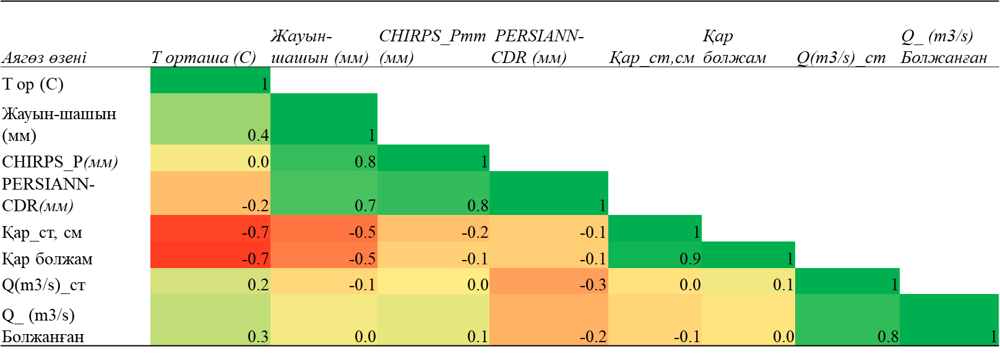 Аягөз өзені Т орташа (С) Жауын-шашын (мм) CHIRPS_Pmm (мм) PERSIANN-CDR (мм) Қар_ст,см Қар болжам Q(m3/s)_ст Q_ (m3/s) Болжанған
Т ор (С) 1
Жауын-шашын
(мм) 0.4 1
CHIRPS_P(мм) 0.0 0.8 1
PERSIANN-
CDR(мм) -0.2 0.7 0.8 1
Қар_ст, см -0.7 -0.5 -0.2 -0.1 1
Қар болжам -0.7 -0.5 -0.1 -0.1 0.9 1
Q(m3/s)_ст 0.2 -0.1 0.0 -0.3 0.0 0.1 1
Q_ (m3/s)
Болжанған 0.3 0.0 0.1 -0.2 -0.1 0.0 0.8 1